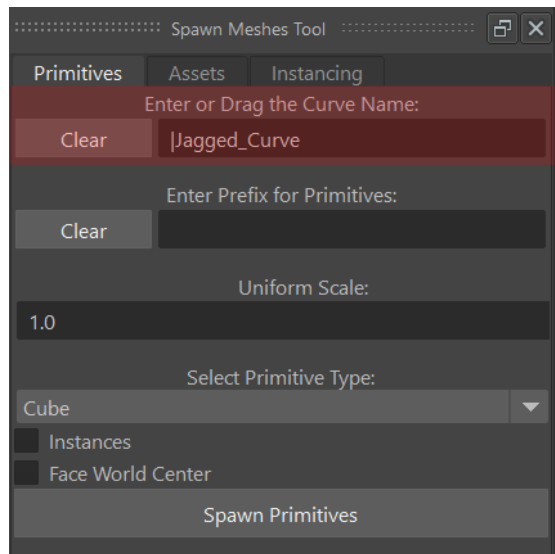 Spawn Meshes Tool
Primitives Assets Instancing
Enter or Drag the Curve Name:
Clear |Jagged_Curve
Enter Prefix for Primitives:
Clear
Uniform Scale:
1.0
Select Primitive Type:
Cube
Instances
Face World Center
Spawn Primitives